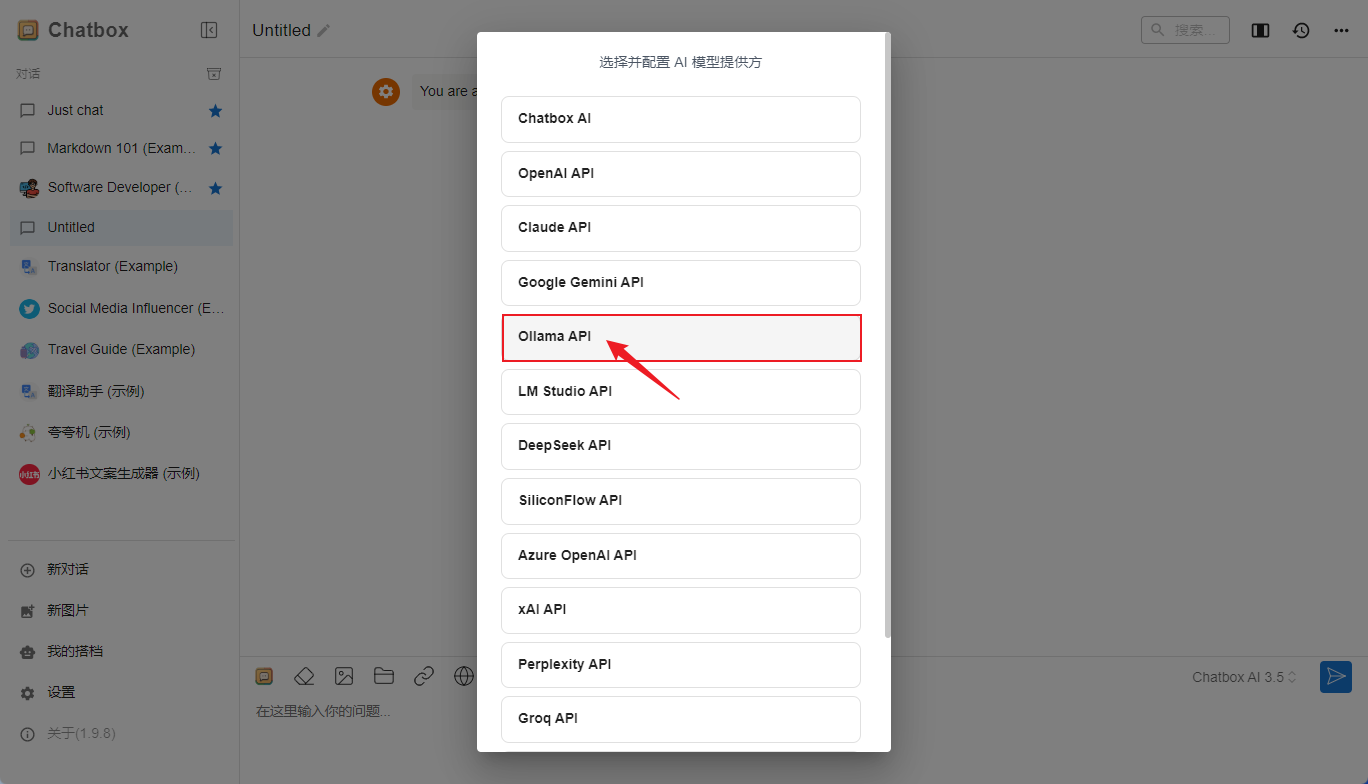 Chatbox
对话
Just chat
Markdown 101 (Exam...
Software Developer (...
Untitled
Translator (Example)
Social Media Influencer (E...
Travel Guide (Example)
翻译助手 (示例)
夸夸机 (示例)
小红书
小红书文案生成器 (示例)
新对话
新图片
我的搭档
设置
关于(1.9.8)
Untitled
搜索...
You are a
选择并配置 AI 模型提供方
Chatbox AI
OpenAI API
Claude API
Google Gemini API
Ollama API
LM Studio API
DeepSeek API
SiliconFlow API
Azure OpenAI API
xAI API
Perplexity API
Groq API
Chatbox AI 3.5
在这里输入你的问题...